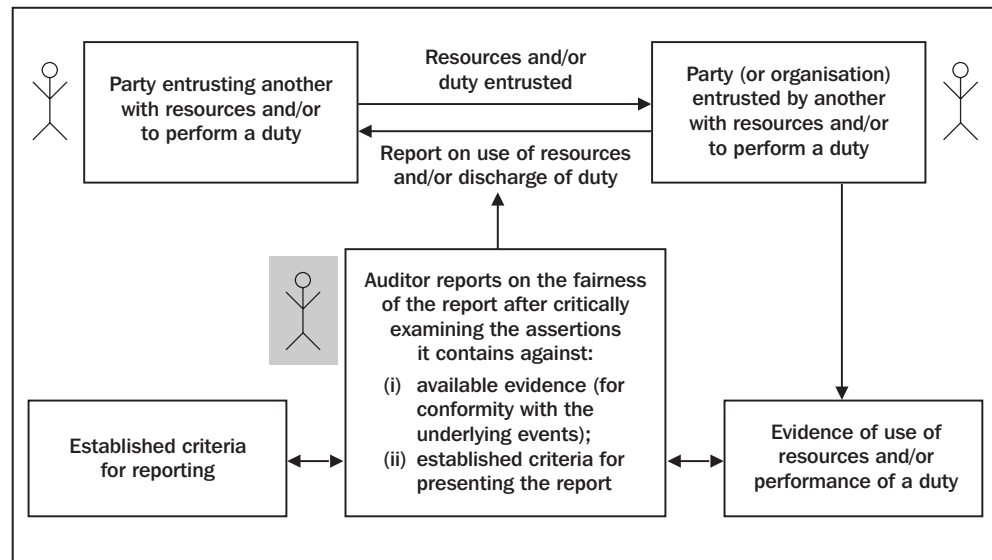 Party entrusting another
with resources and/or
to perform a duty
Resources and/or
duty entrusted
Party (or organisation)
entrusted by another
with resources and/or
to perform a duty
Report on use of resources
and/or discharge of duty
Auditor reports on the fairness
of the report after critically
examining the assertions
it contains against:
(i) available evidence (for
conformity with the
underlying events);
(ii) established criteria for
presenting the report
Established criteria
for reporting
Evidence of use of
resources and/or
performance of a duty